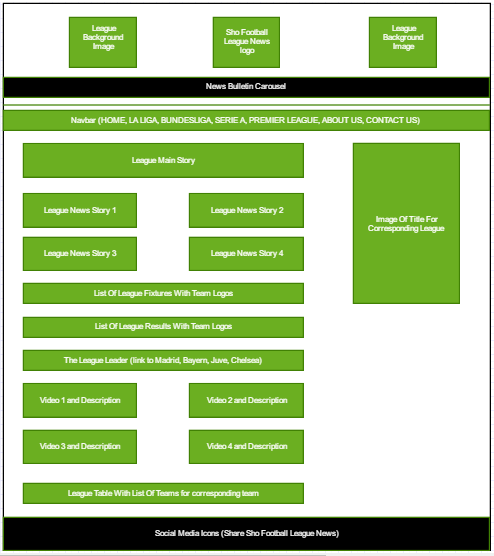 League
Background
Image
Sho Football
League News
logo
League
Background
Image
News Bulletin Carousel
Navbar (HOME, LA LIGA, BUNDESLIGA, SERIE A, PREMIER LEAGUE, ABOUT US, CONTACT US)
League Main Story
Image Of Title For
Corresponding League
League News Story 1
League News Story 2
League News Story 3
League News Story 4
List Of League Fixtures With Team Logos
List Of League Results With Team Logos
The League Leader (link to Madrid, Bayern, Juve, Chelsea)
Video 1 and Description
Video 2 and Description
Video 3 and Description
Video 4 and Description
League Table With List Of Teams for corresponding team
Social Media Icons (Share Sho Football League News)